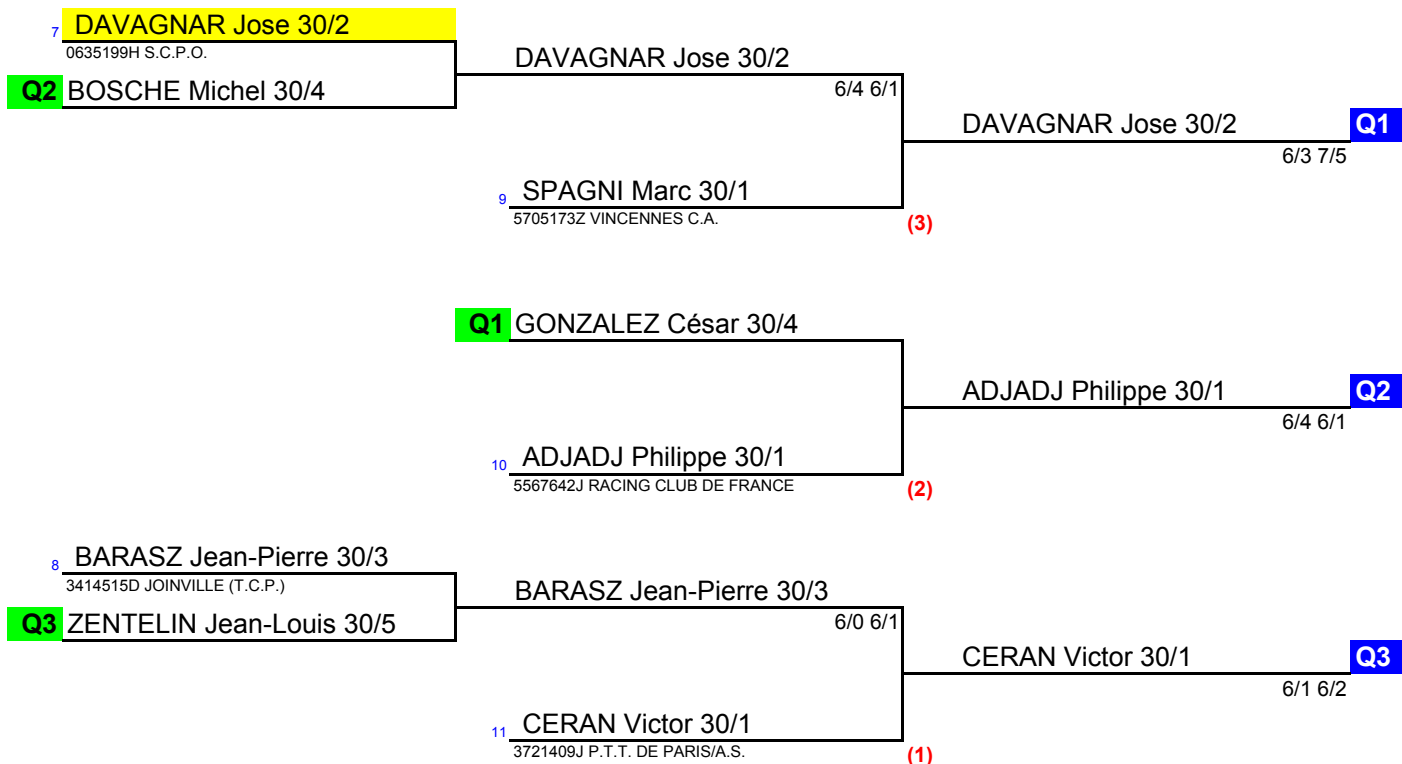 7 DAVAGNAR Jose 30/2
0635199H S.C.P.O.
DAVAGNAR Jose 30/2
Q2 BOSCHE Michel 30/4
6/4 6/1
DAVAGNAR Jose 30/2 Q1
6/3 7/5
9 SPAGNI Marc 30/1
5705173Z VINCENNES C.A.
(3)
Q1 GONZALEZ César 30/4
ADJADJ Philippe 30/1 Q2
6/4 6/1
10 ADJADJ Philippe 30/1
5567642J RACING CLUB DE FRANCE
(2)
8 BARASZ Jean-Pierre 30/3
3414515D JOINVILLE (T.C.P.)
BARASZ Jean-Pierre 30/3
Q3 ZENTELIN Jean-Louis 30/5
6/0 6/1
CERAN Victor 30/1 Q3
6/1 6/2
11 CERAN Victor 30/1
3721409J P.T.T. DE PARIS/A.S.
(1)